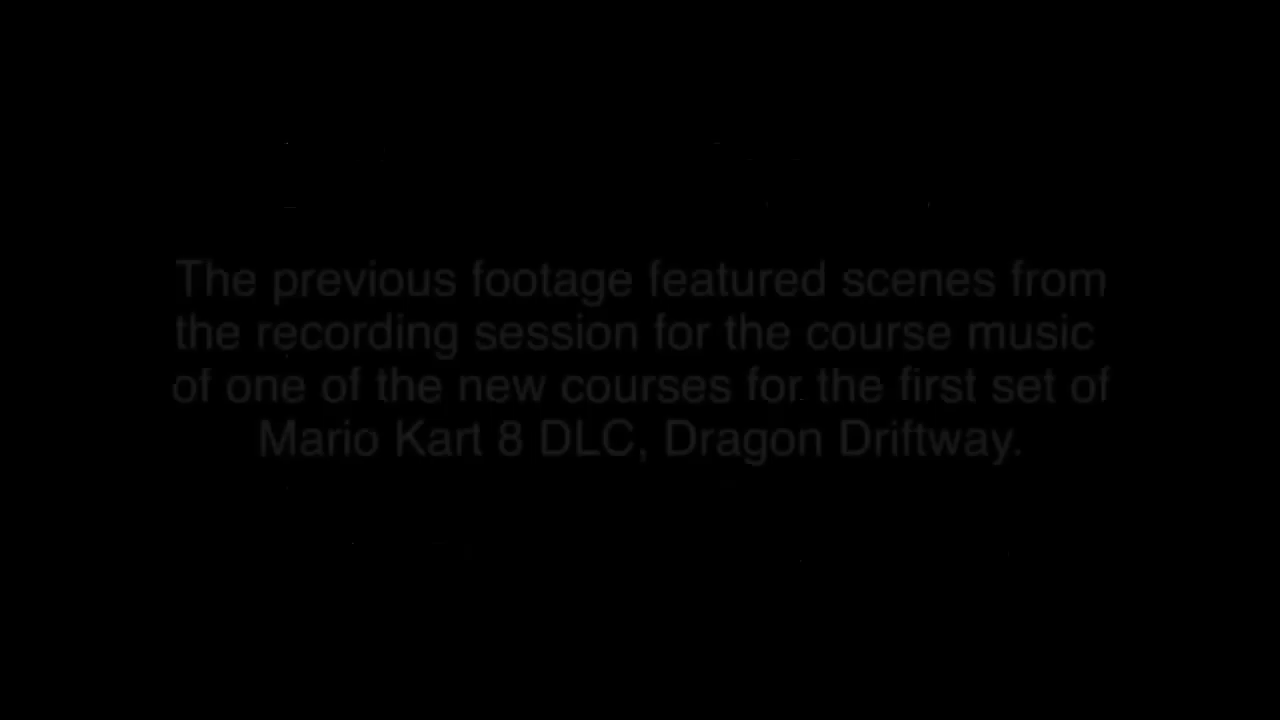 The previous footage featured scenes from
the recording session for the course music
of one of the new courses for the first set of
Mario Kart 8 DLC, Dragon Driftway.